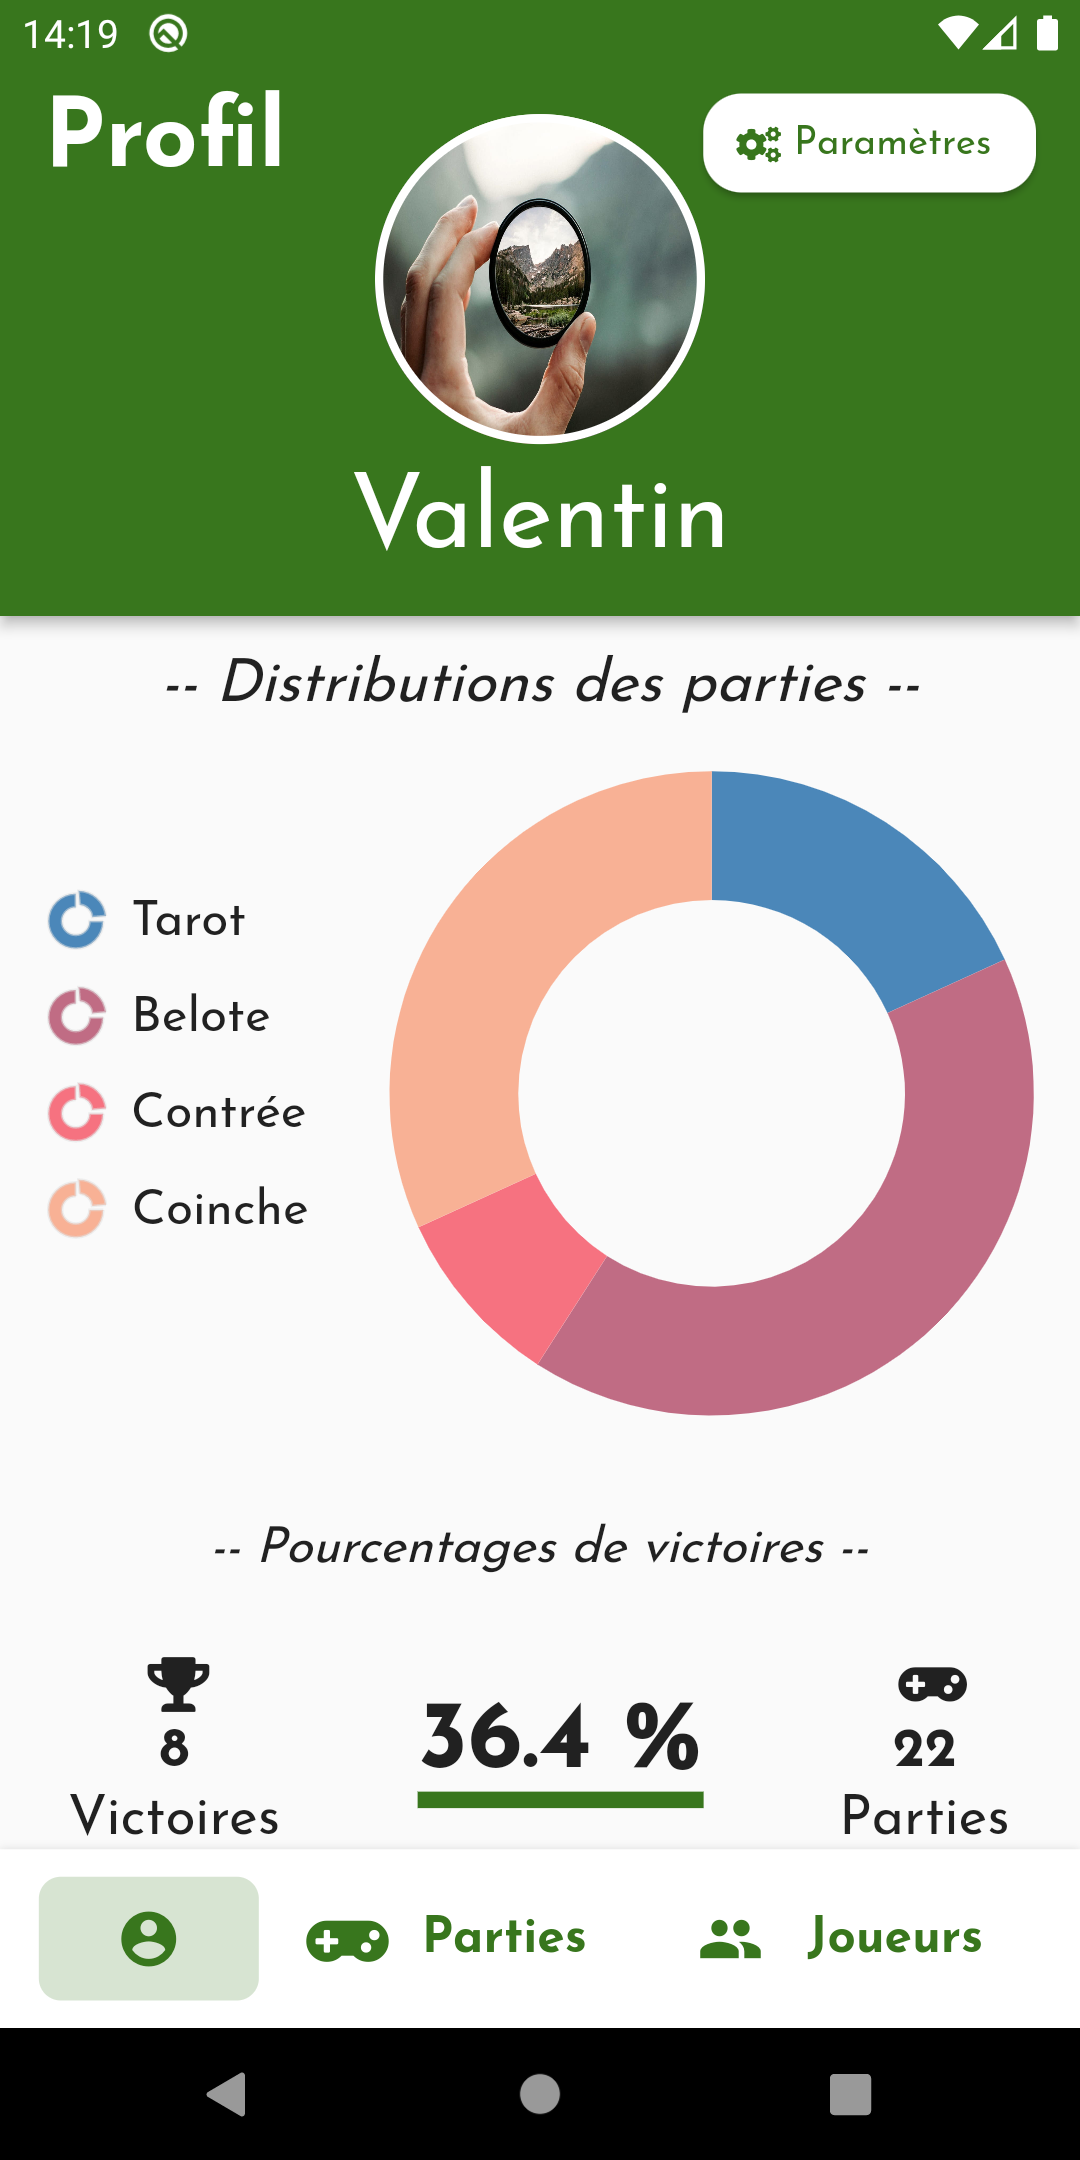 14:19
Profil
Paramètres
Valentin
-- Distributions des parties --
Tarot
Belote
Contrée
Coinche
-- Pourcentages de victoires --
8
Victoires
36.4 %
22
Parties
Parties
Joueurs